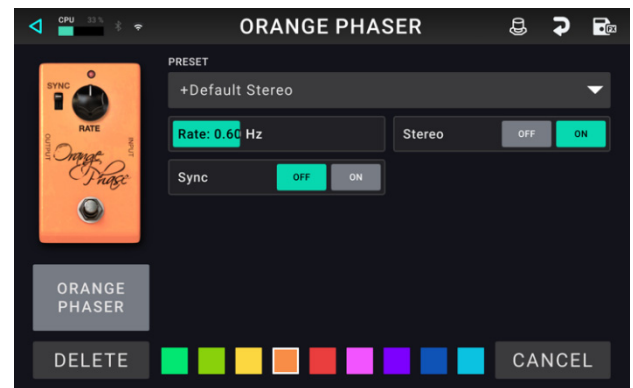 CPU 33 %
ORANGE PHASER
PRESET
+Default Stereo
SYNC
RATE
OUTPUT
INPUT
Orange
Phase
Rate: 0.60 Hz
Stereo
OFF
ON
Sync
OFF
ON
ORANGE
PHASER
DELETE
CANCEL